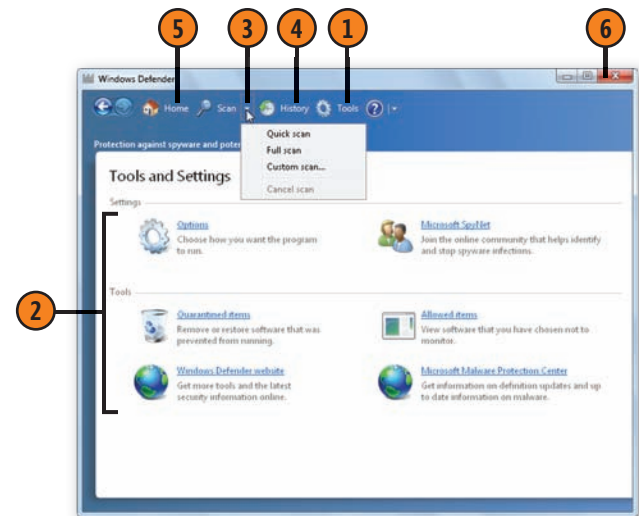 5 3 4 1 6
Windows Defender
Home Scan History Tools
Protection against spyware and poten
Quick scan
Full scan
Custom scan...
Cancel scan
Tools and Settings
Settings
Options
Choose how you want the program
to run.
Microsoft SpyNet
Join the online community that helps identify
and stop spyware infections.
2
Tools
Quarantined items
Remove or restore software that was
prevented from running.
Allowed items
View software that you have chosen not to
monitor.
Windows Defender website
Get more tools and the latest
security information online.
Microsoft Malware Protection Center
Get information on definition updates and up
to date information on malware.